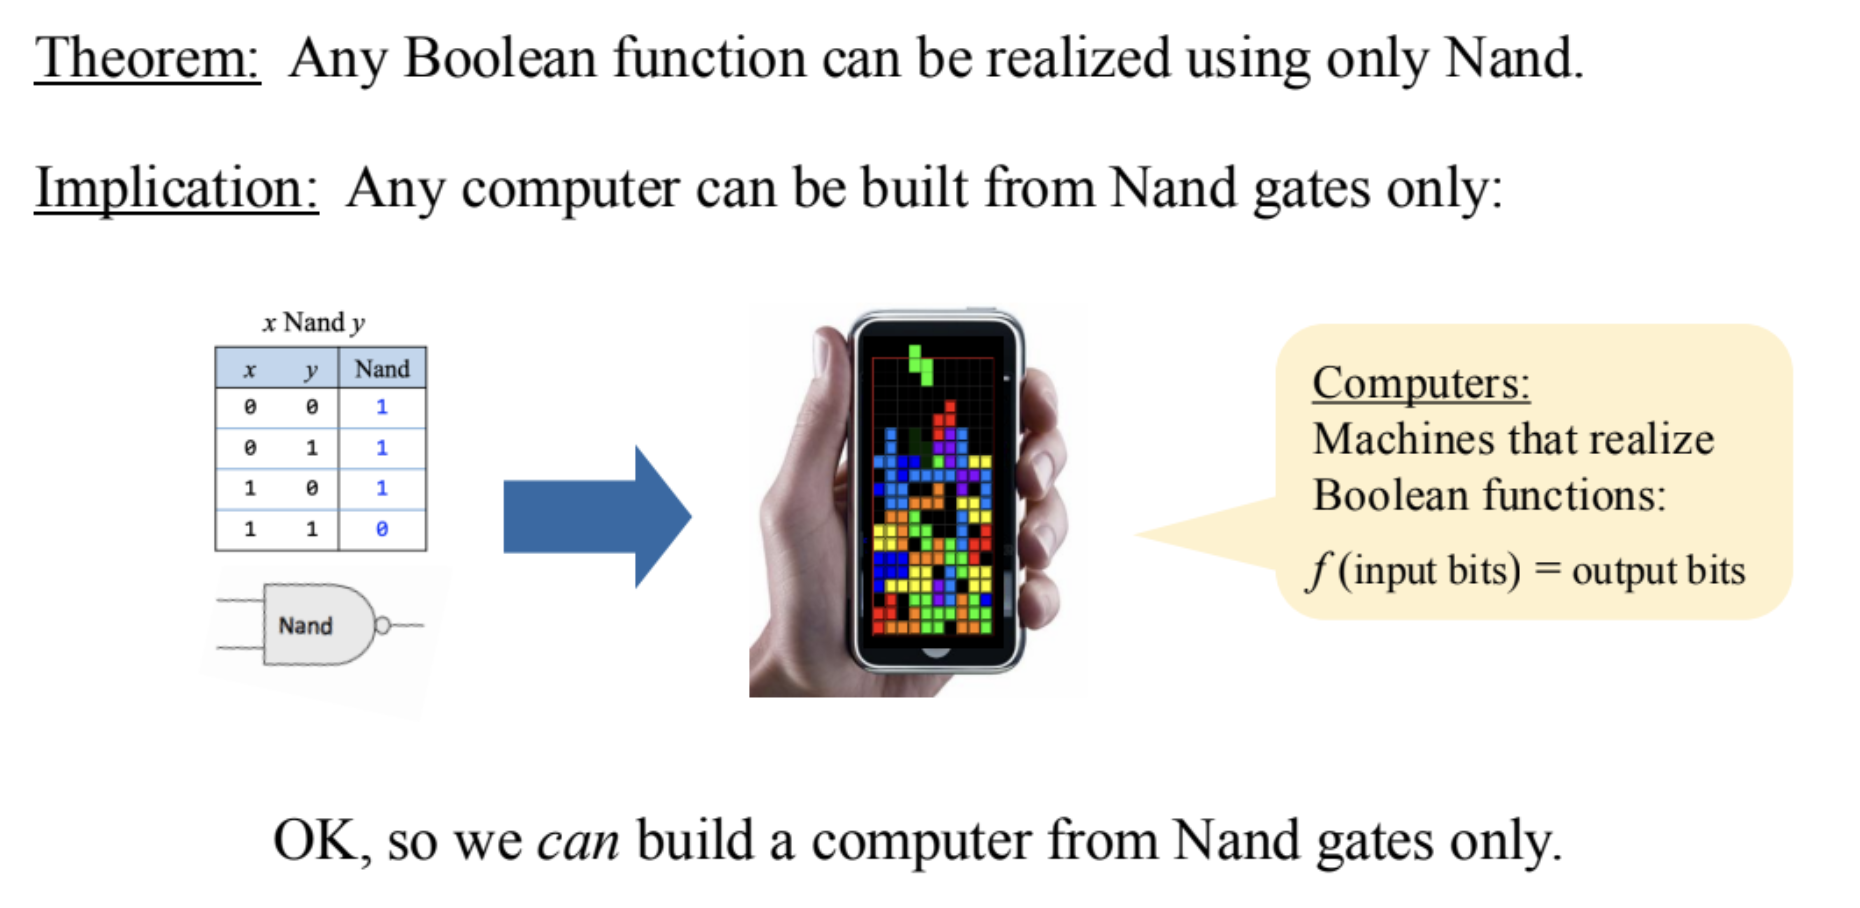 Theorem: Any Boolean function can be realized using only Nand.
Implication: Any computer can be built from Nand gates only:
x Nand y
x y Nand
0 0 1
0 1 1
1 0 1
1 1 0
Nand
Computers:
Machines that realize
Boolean functions:
f (input bits) = output bits
OK, so we can build a computer from Nand gates only.